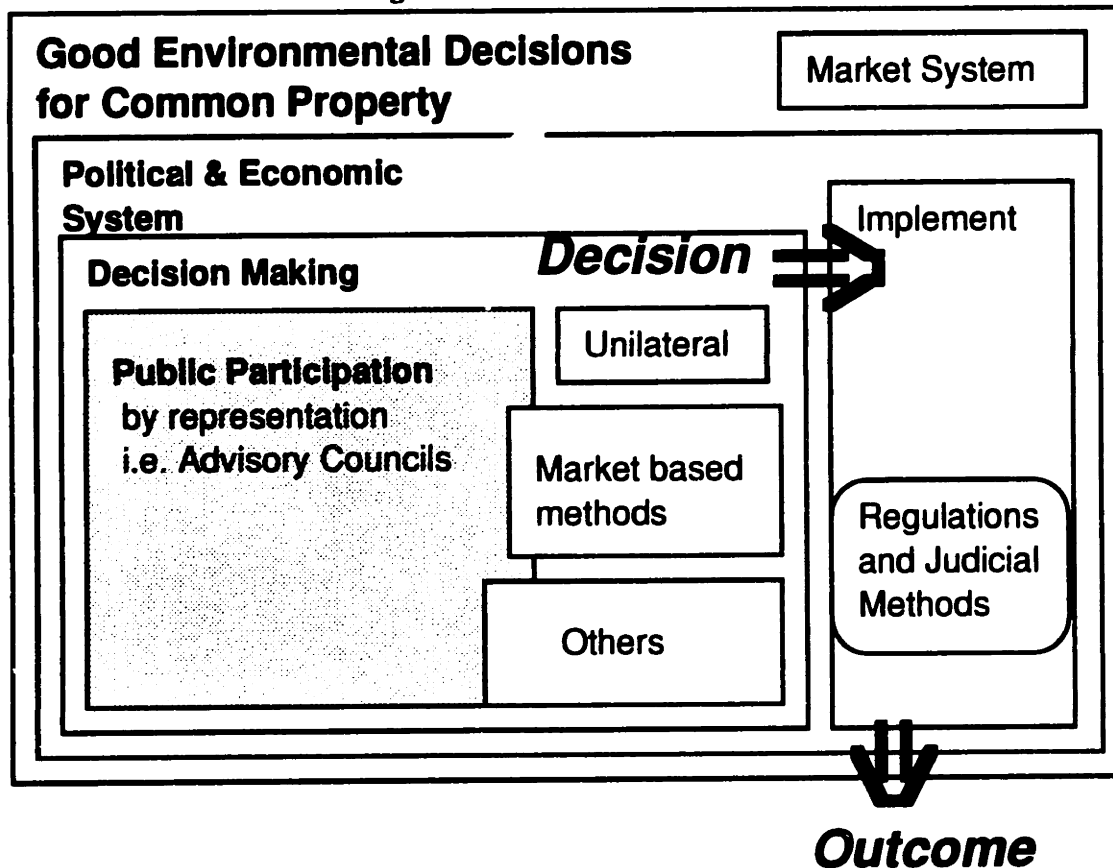 Good Environmental Decisions
for Common Property
Market System
Political & Economic
System
Decision Making
Decision
Implement
Public Participation
by representation
i.e. Advisory Councils
Unilateral
Market based
methods
Others
Regulations
and Judicial
Methods
Outcome